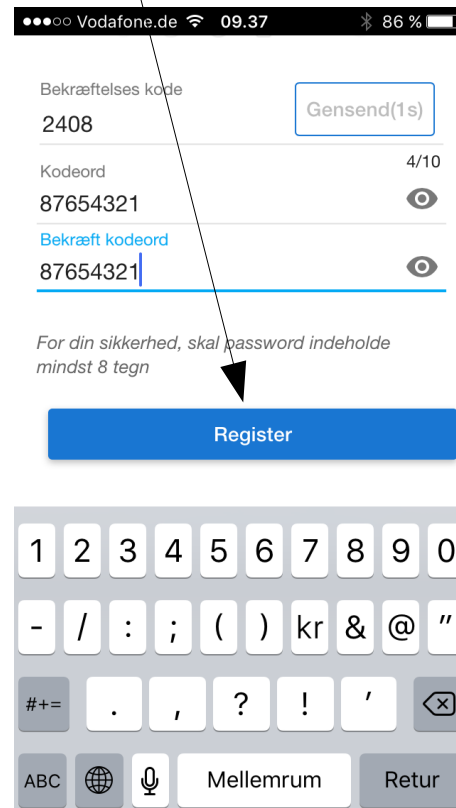 Vodafone.de 09.37 86 %
Bekræftelses kode
2408
Gensend(1s)
4/10
Kodeord
87654321
Bekræft kodeord
87654321
For din sikkerhed, skal password indeholde
mindst 8 tegn
Register
1 2 3 4 5 6 7 8 9 0
- / : ; ( ) kr & @ "
#+= . , ? ! '
ABC Mellemrum Retur